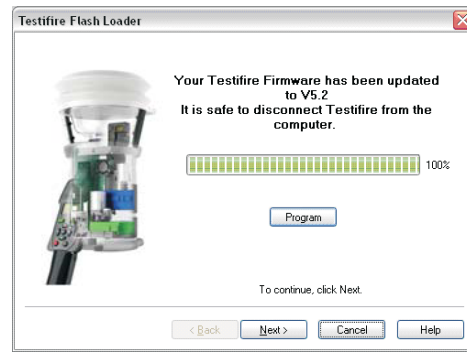 Testifire Flash Loader
Your Testifire Firmware has been updated
to V5.2
It is safe to disconnect Testifire from the
computer.
100%
Program
To continue, click Next.
< Back
Next >
Cancel
Help